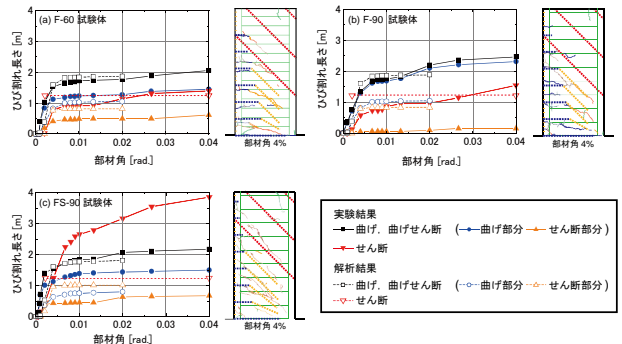 (a) F-60 試験体
ひび割れ長さ [m]
4
3
2
1
0
0 0.01 0.02 0.03 0.04
部材角 [rad.]
部材角 4%
(b) F-90 試験体
ひび割れ長さ [m]
4
3
2
1
0
0 0.01 0.02 0.03 0.04
部材角 [rad.]
部材角 4%
(c) FS-90 試験体
ひび割れ長さ [m]
4
3
2
1
0
0 0.01 0.02 0.03 0.04
部材角 [rad.]
部材角 4%
実験結果
曲げ, 曲げせん断 ( 曲げ部分 せん断部分 )
せん断
解析結果
曲げ, 曲げせん断 ( 曲げ部分 せん断部分 )
せん断